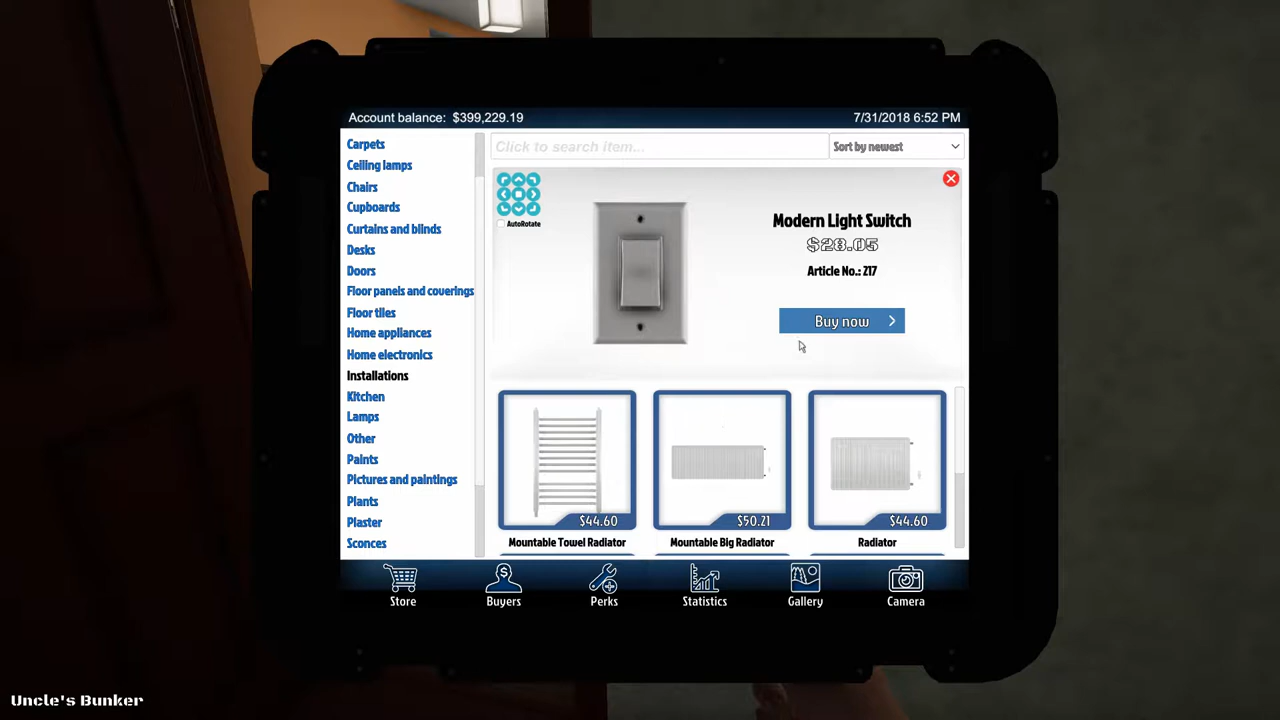 Account balance: $399,229.19
7/31/2018 6:52 PM
Carpets
Ceiling lamps
Chairs
Cupboards
Curtains and blinds
Desks
Doors
Floor panels and coverings
Floor tiles
Home appliances
Home electronics
Installations
Kitchen
Lamps
Other
Paints
Pictures and paintings
Plants
Plaster
Sconces
Click to search item...
Sort by newest
AutoRotate
Modern Light Switch
$28.05
Article No.: 217
Buy now
$44.60
$50.21
$44.60
Mountable Towel Radiator
Mountable Big Radiator
Radiator
Store
Buyers
Perks
Statistics
Gallery
Camera
Uncle's Bunker